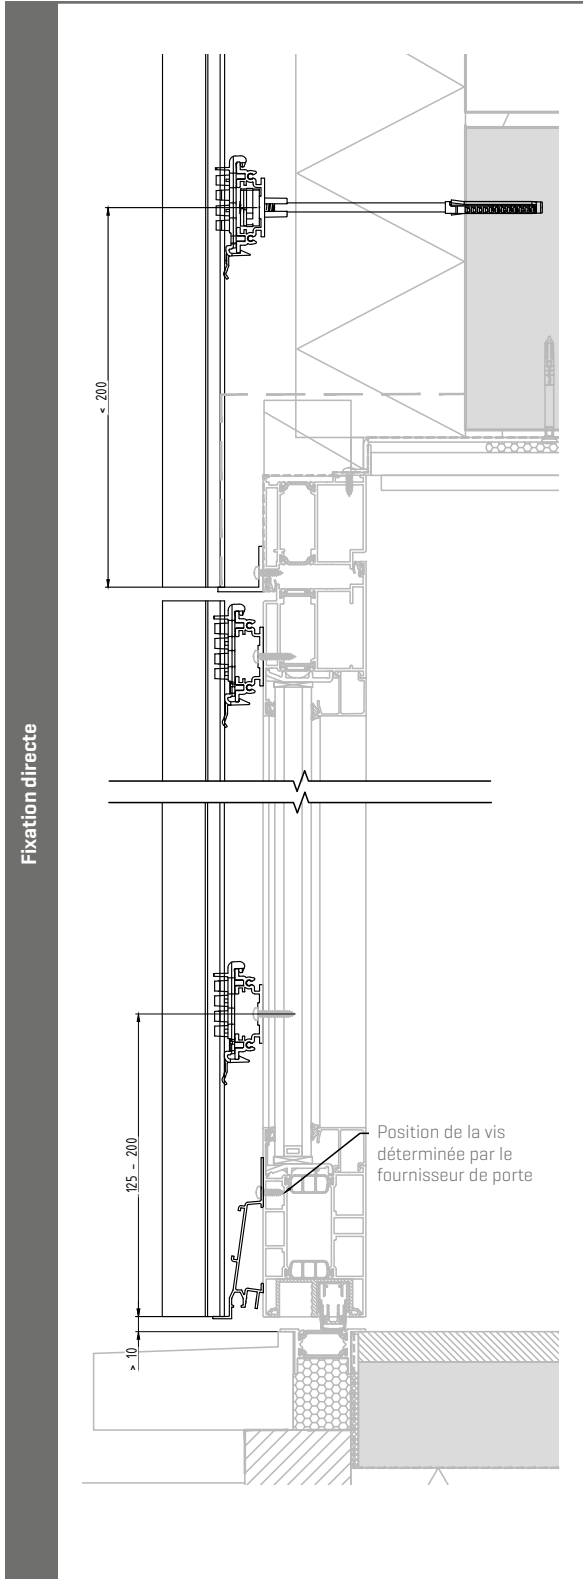 Fixation directe
< 200
125 - 200
> 10
Position de la vis
déterminée par le
fournisseur de porte